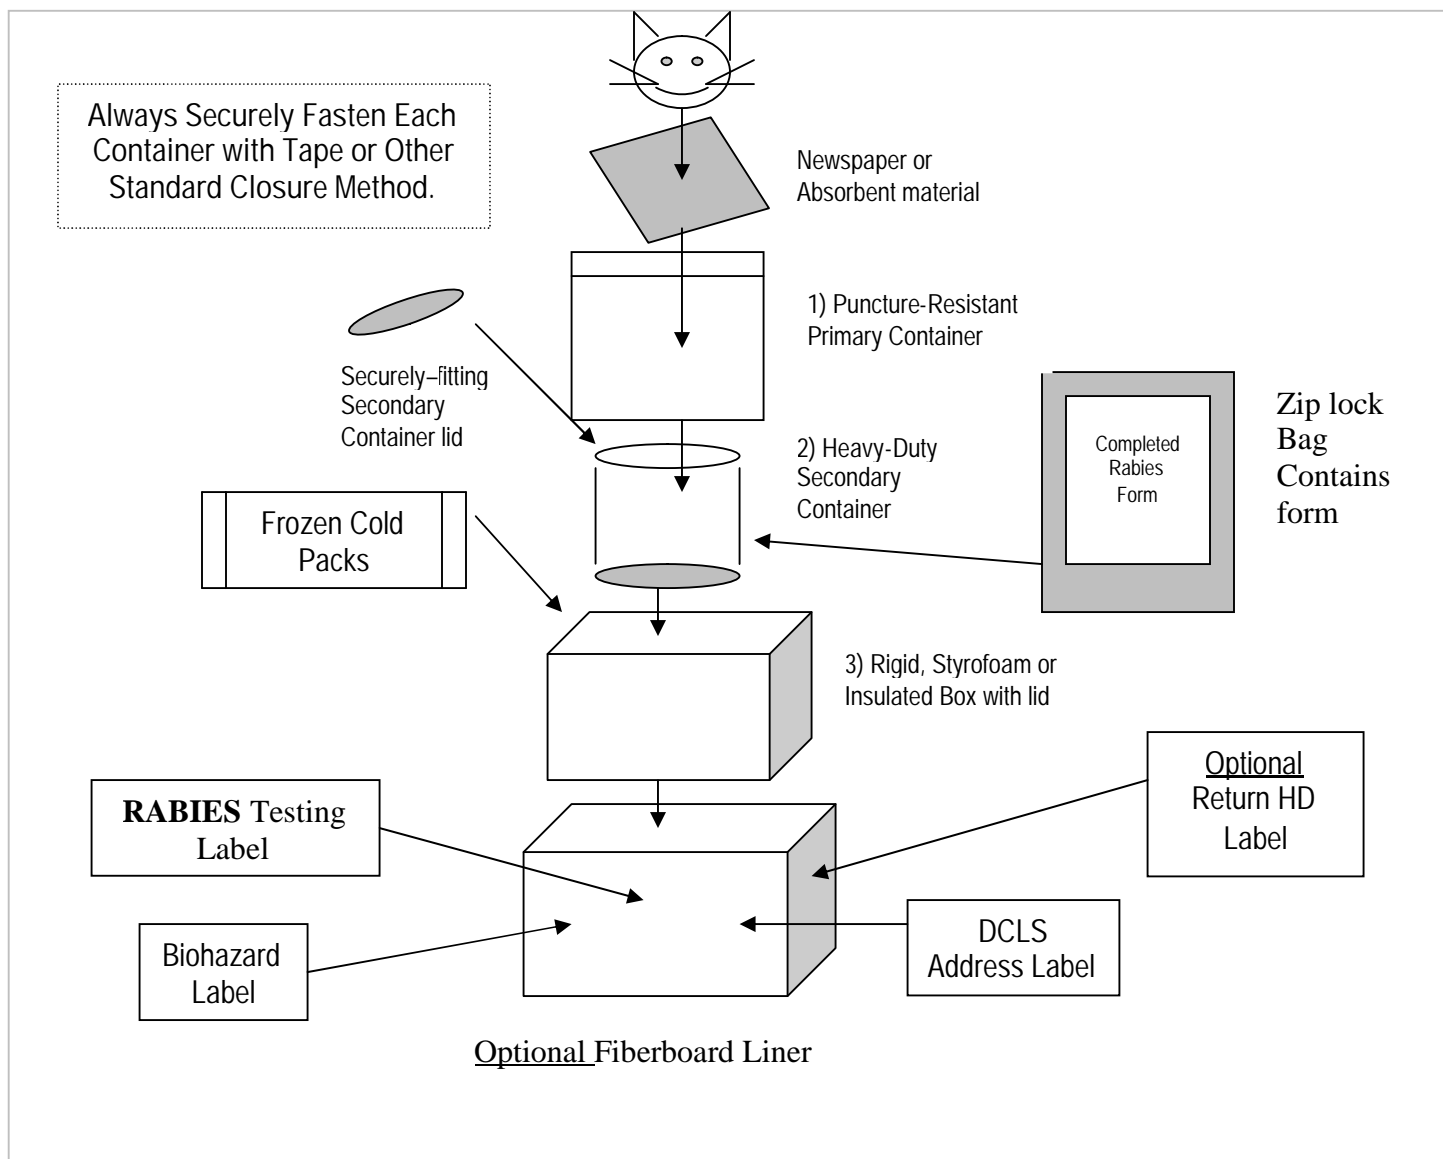 Always Securely Fasten Each
Container with Tape or Other
Standard Closure Method.
Newspaper or
Absorbent material
1) Puncture-Resistant
Primary Container
Securely–fitting
Secondary
Container lid
2) Heavy-Duty
Secondary
Container
Completed
Rabies
Form
Zip lock
Bag
Contains
form
Frozen Cold
Packs
3) Rigid, Styrofoam or
Insulated Box with lid
RABIES Testing
Label
Optional
Return HD
Label
Biohazard
Label
DCLS
Address Label
Optional Fiberboard Liner